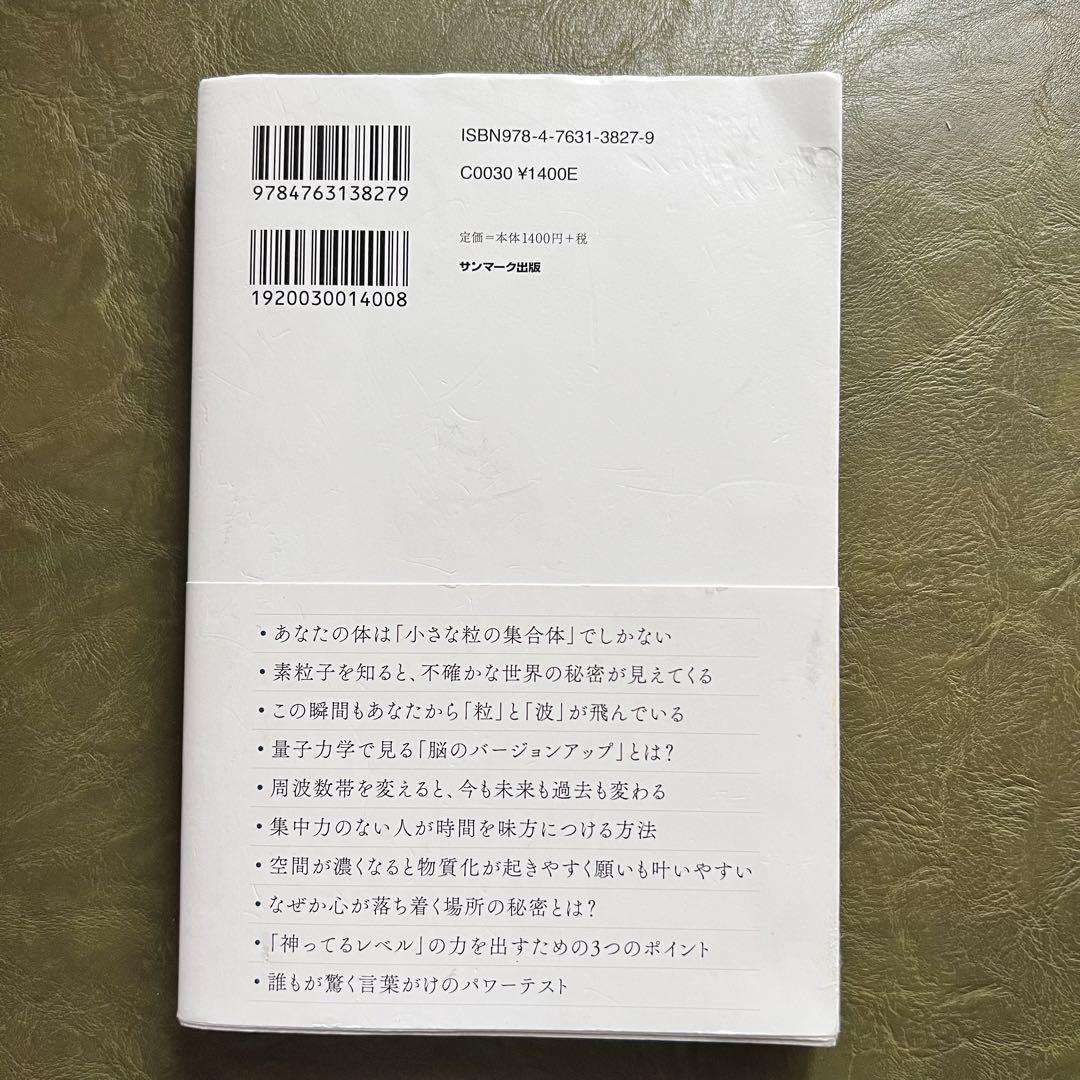 ISBN978-4-7631-3827-9
C0030 ¥1400E
9784763138279
定価=本体1400円+税
サンマーク出版
1920030014008
・あなたの体は「小さな粒の集合体」でしかない
・素粒子を知ると、不確かな世界の秘密が見えてくる
・この瞬間もあなたから「粒」と「波」が飛んでいる
・量子力学で見る「脳のバージョンアップ」とは?
・周波数帯を変えると、今も未来も過去も変わる
・集中力のない人が時間を味方につける方法
・空間が濃くなると物質化が起きやすく願いも叶いやすい
・なぜか心が落ち着く場所の秘密とは?
・「神ってるレベル」の力を出すための3つのポイント
・誰もが驚く言葉がけのパワーテスト